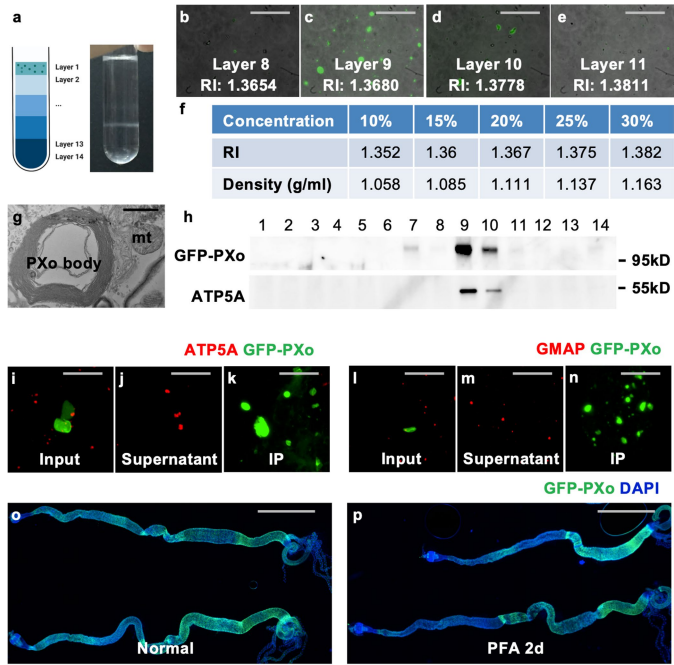 a
Layer 1
Layer 2
...
Layer 13
Layer 14
b
Layer 8
RI: 1.3654
c
Layer 9
RI: 1.3680
d
Layer 10
RI: 1.3778
e
Layer 11
RI: 1.3811
f
Concentration 10% 15% 20% 25% 30%
RI 1.352 1.36 1.367 1.375 1.382
Density (g/ml) 1.058 1.085 1.111 1.137 1.163
g
mt
PXo body
h
1 2 3 4 5 6 7 8 9 10 11 12 13 14
GFP-PXo
95kD
ATP5A
55kD
ATP5A GFP-PXo
i
Input
j
Supernatant
k
IP
GMAP GFP-PXo
l
Input
m
Supernatant
n
IP
GFP-PXo DAPI
o
Normal
p
PFA 2d